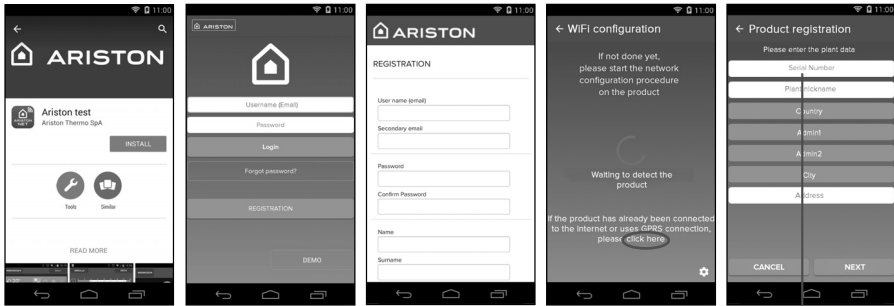 11:00
ARISTON
Ariston test
Ariston Thermo SpA
INSTALL
Tools
Similar
READ MORE
11:00
ARISTON
Username (Email)
Password
Login
Forgot password?
REGISTRATION
DEMO
11:00
ARISTON
REGISTRATION
User name (email)
Secondary email
Password
Confirm Password
Name
Surname
11:00
WiFi configuration
If not done yet,
please start the network
configuration procedure
on the product
Waiting to detect the
product
If the product has already been connected
to the Internet or uses GPRS connection,
please click here.
11:00
Product registration
Please enter the plant data
Serial Number
Plant nickname
Country
Admin1
Admin2
City
Address
CANCEL
NEXT